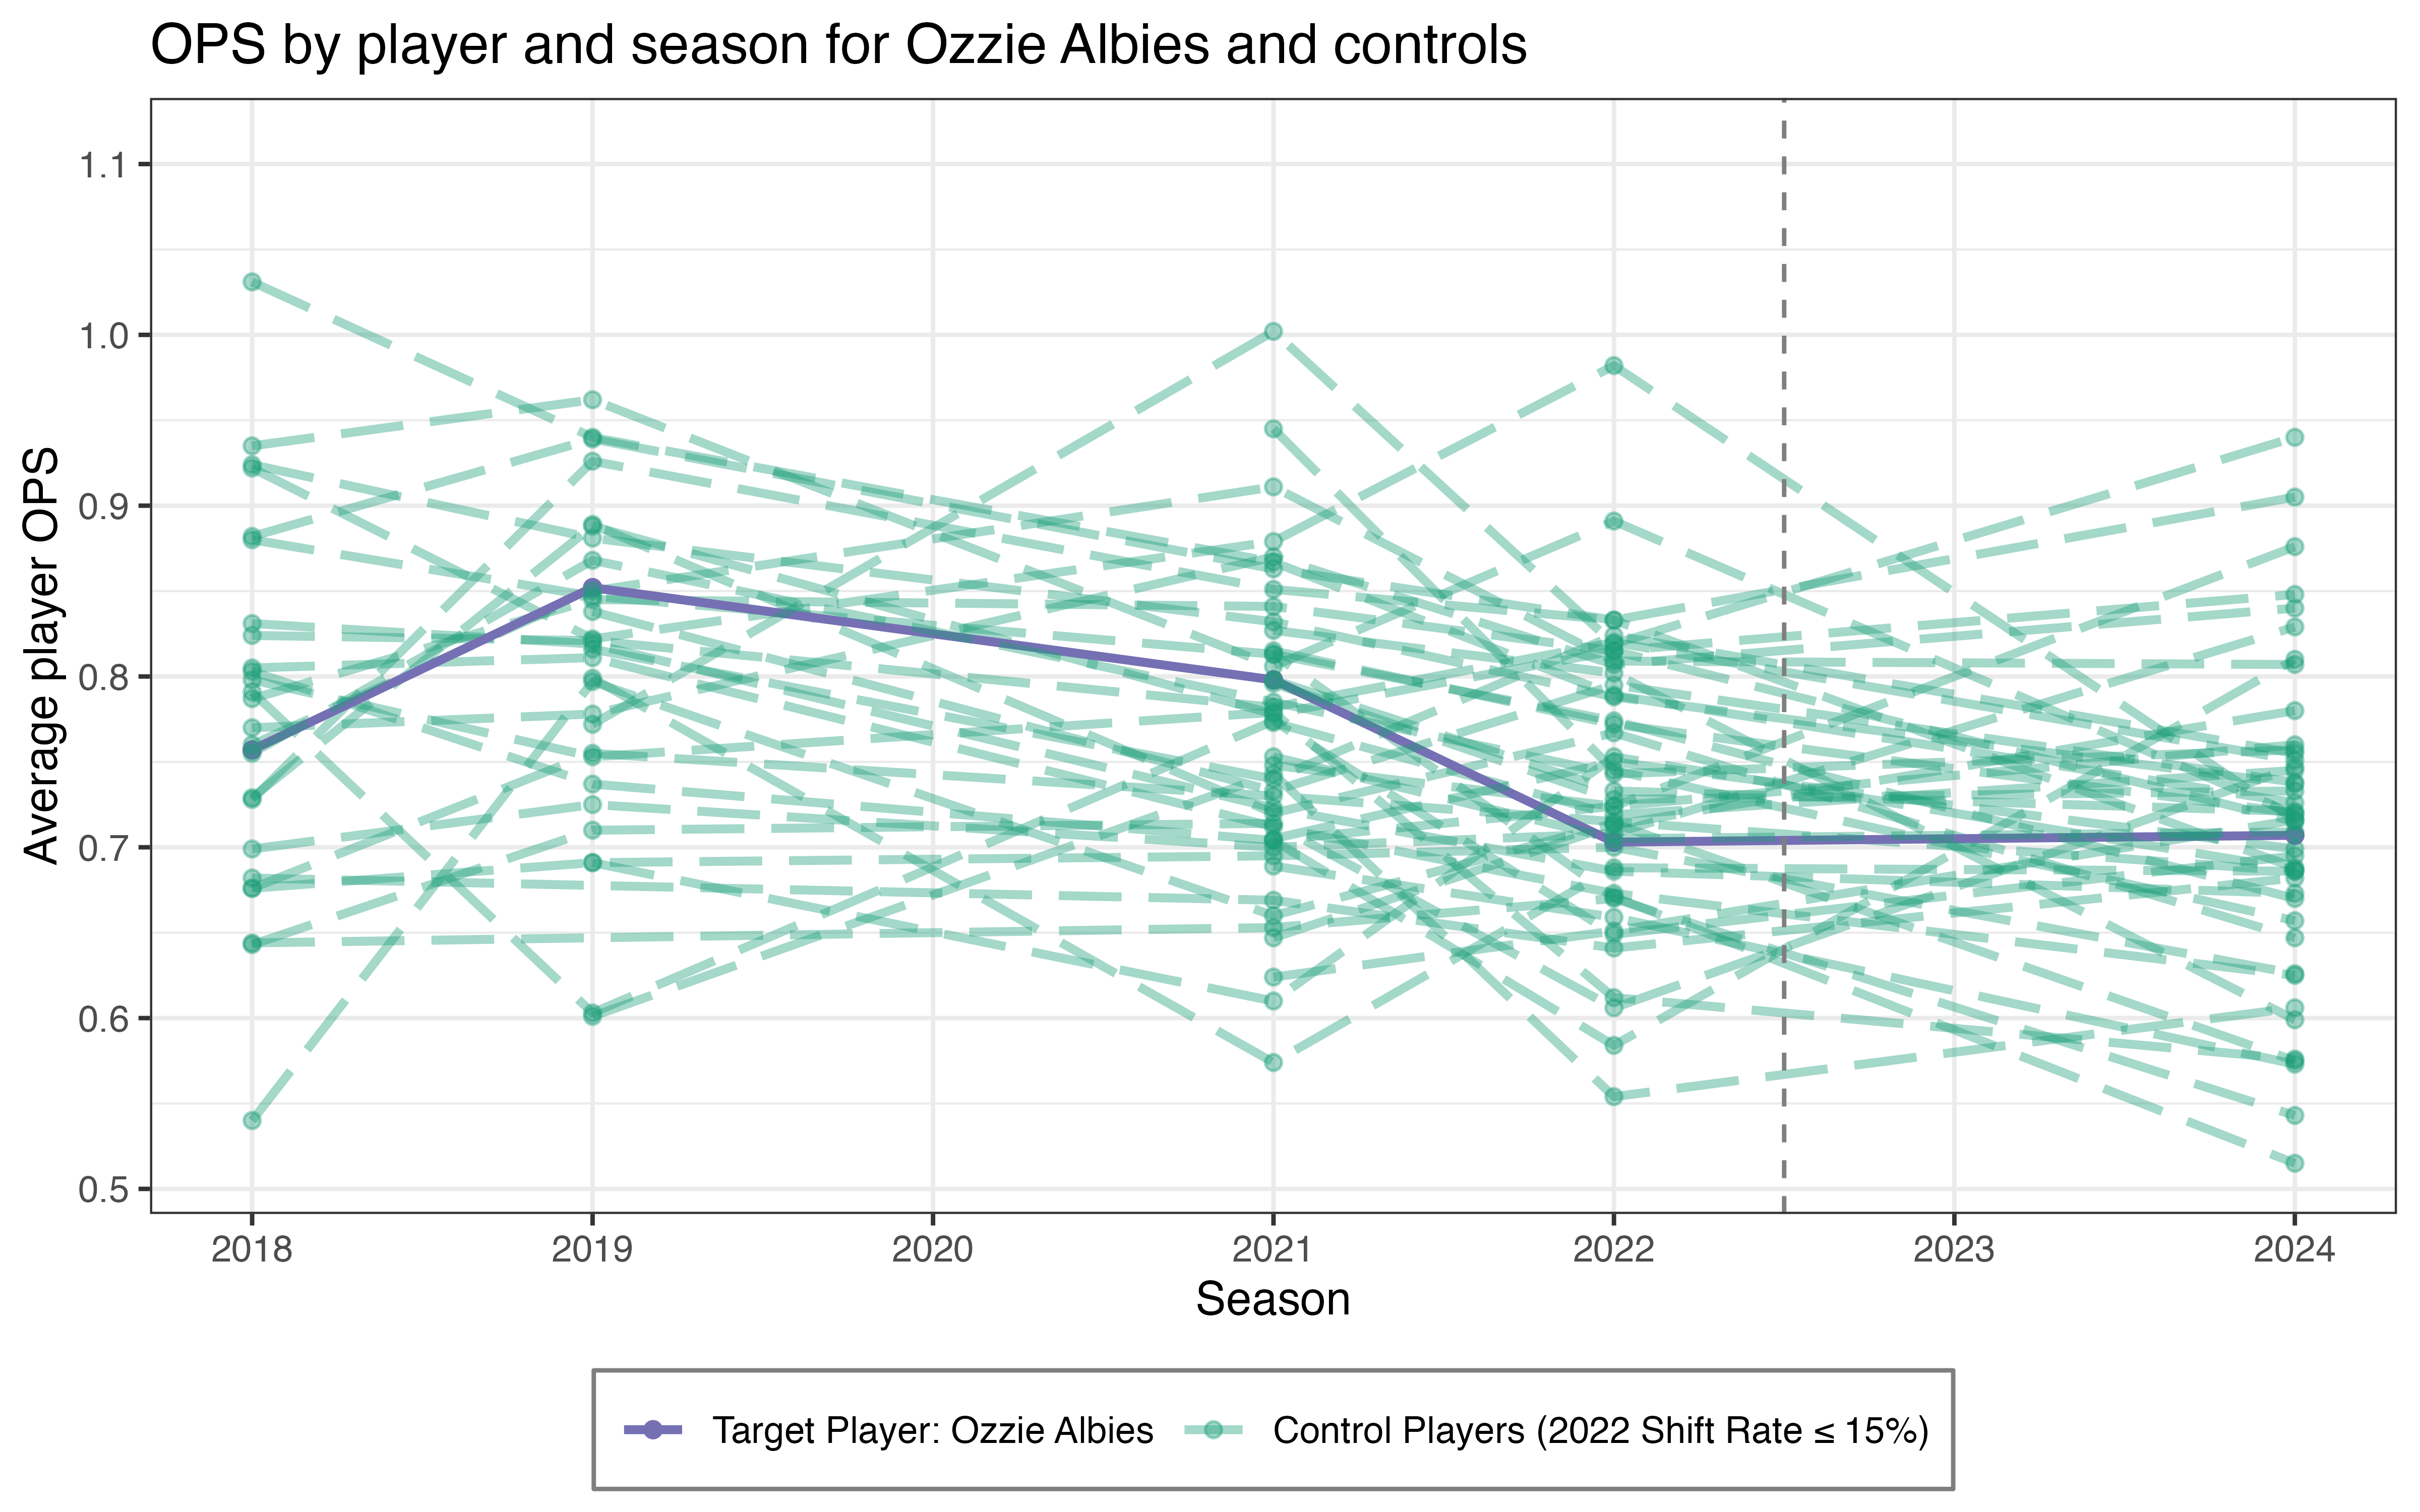 OPS by player and season for Ozzie Albies and controls
Average player OPS
1.1
1.0
0.9
0.8
0.7
0.6
0.5
2018 2019 2020 2021 2022 2023 2024
Season
Target Player: Ozzie Albies Control Players (2022 Shift Rate ≤ 15%)